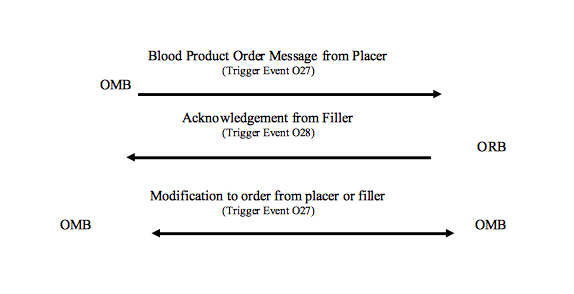 Blood Product Order Message from Placer
(Trigger Event O27)
OMB
Acknowledgement from Filler
(Trigger Event O28)
ORB
Modification to order from placer or filler
(Trigger Event O27)
OMB
OMB